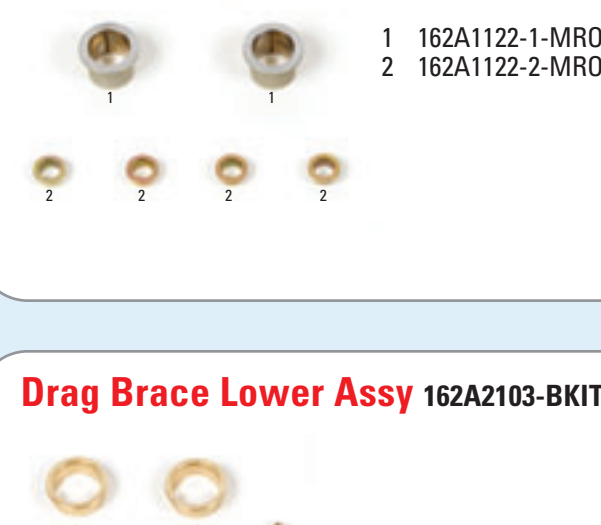 1 162A1122-1-MRO
2 162A1122-2-MRO
1 1
2 2 2 2
Drag Brace Lower Assy 162A2103-BKIT